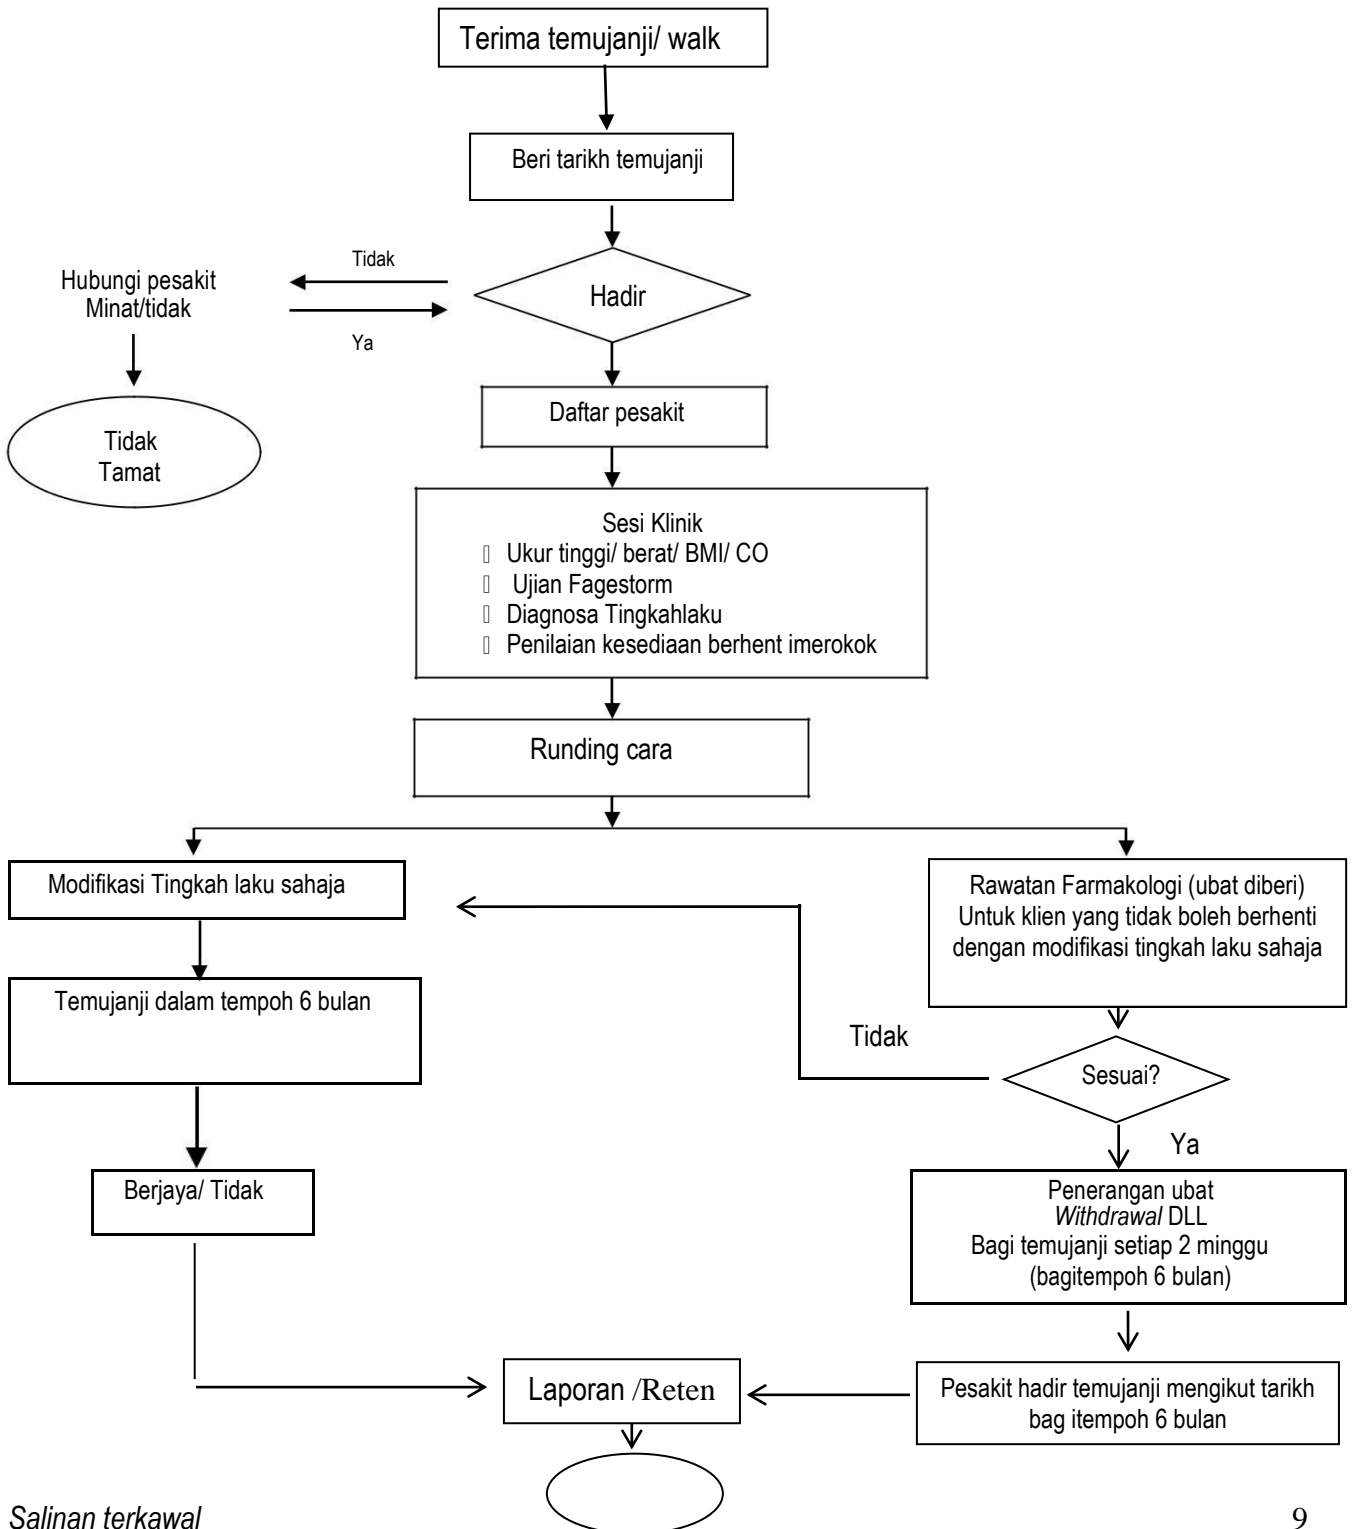 Terima temujanji/ walk
Beri tarikh temujanji
Tidak
Hadir
Hubungi pesakit
Minat/tidak
Ya
Tidak
Tamat
Daftar pesakit
Sesi Klinik
Ukur tinggi/ berat/ BMI/ CO
Ujian Fagestorm
Diagnosa Tingkahlaku
Penilaian kesediaan berhent imerokok
Runding cara
Modifikasi Tingkah laku sahaja
Rawatan Farmakologi (ubat diberi)
Untuk klien yang tidak boleh berhenti
dengan modifikasi tingkah laku sahaja
Temujanji dalam tempoh 6 bulan
Tidak
Sesuai?
Ya
Berjaya/ Tidak
Penerangan ubat
Withdrawal DLL
Bagi temujanji setiap 2 minggu
(bagitempoh 6 bulan)
Laporan /Reten
Pesakit hadir temujanji mengikut tarikh
bag itempoh 6 bulan
Salinan terkawal
9